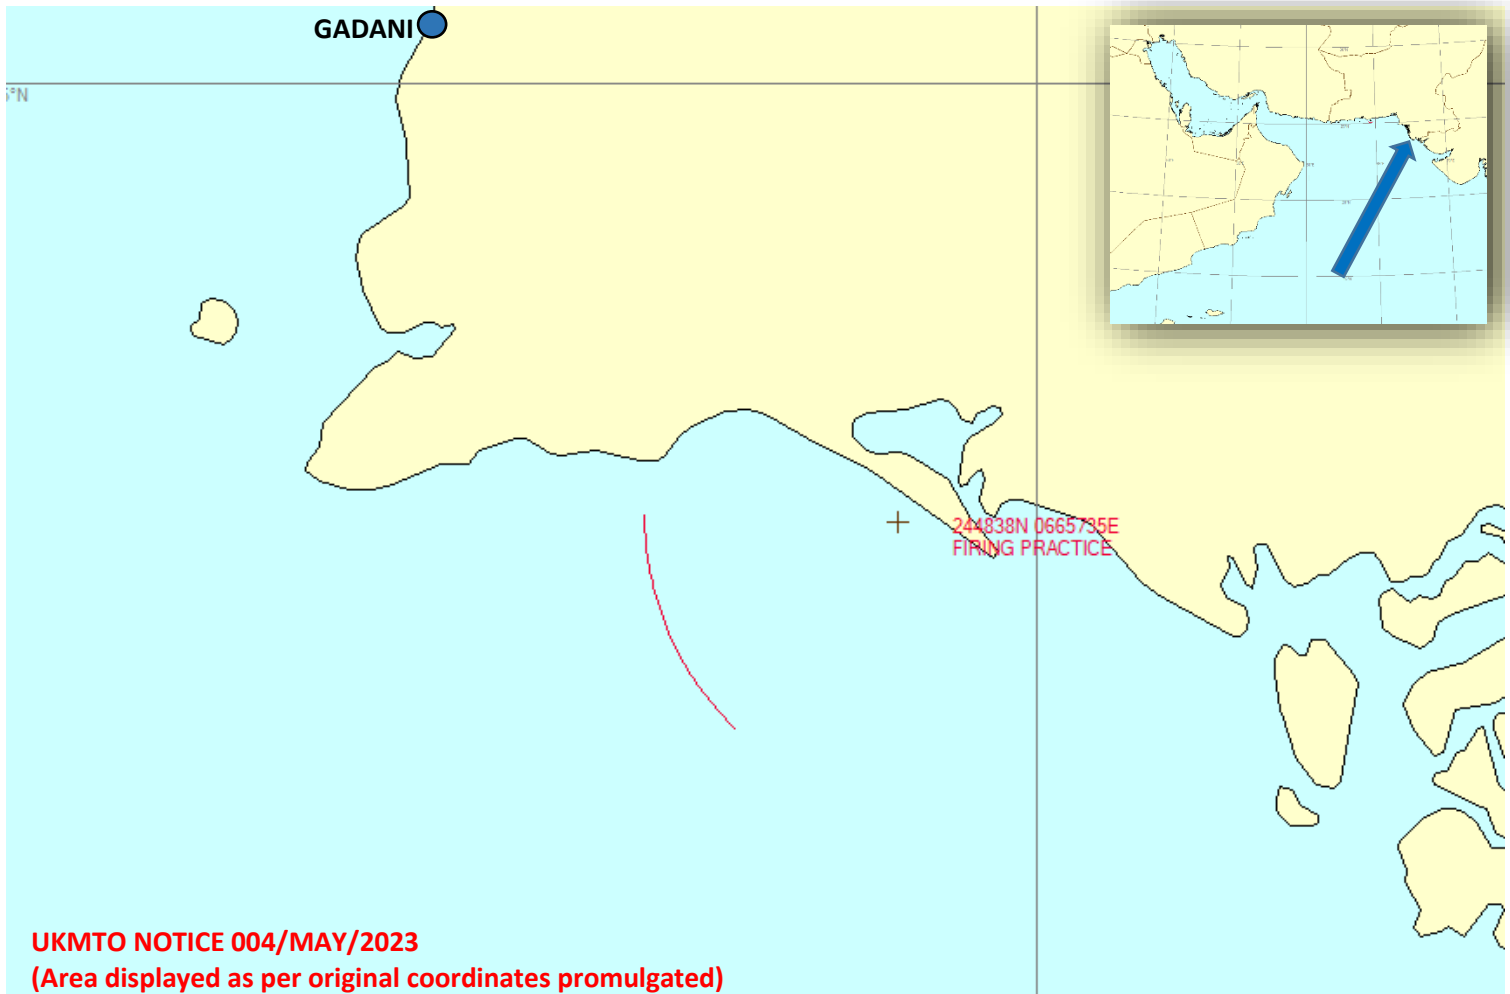 GADANI
5°N
244838N 0665735E
FIRING PRACTICE
UKMTO NOTICE 004/MAY/2023
(Area displayed as per original coordinates promulgated)